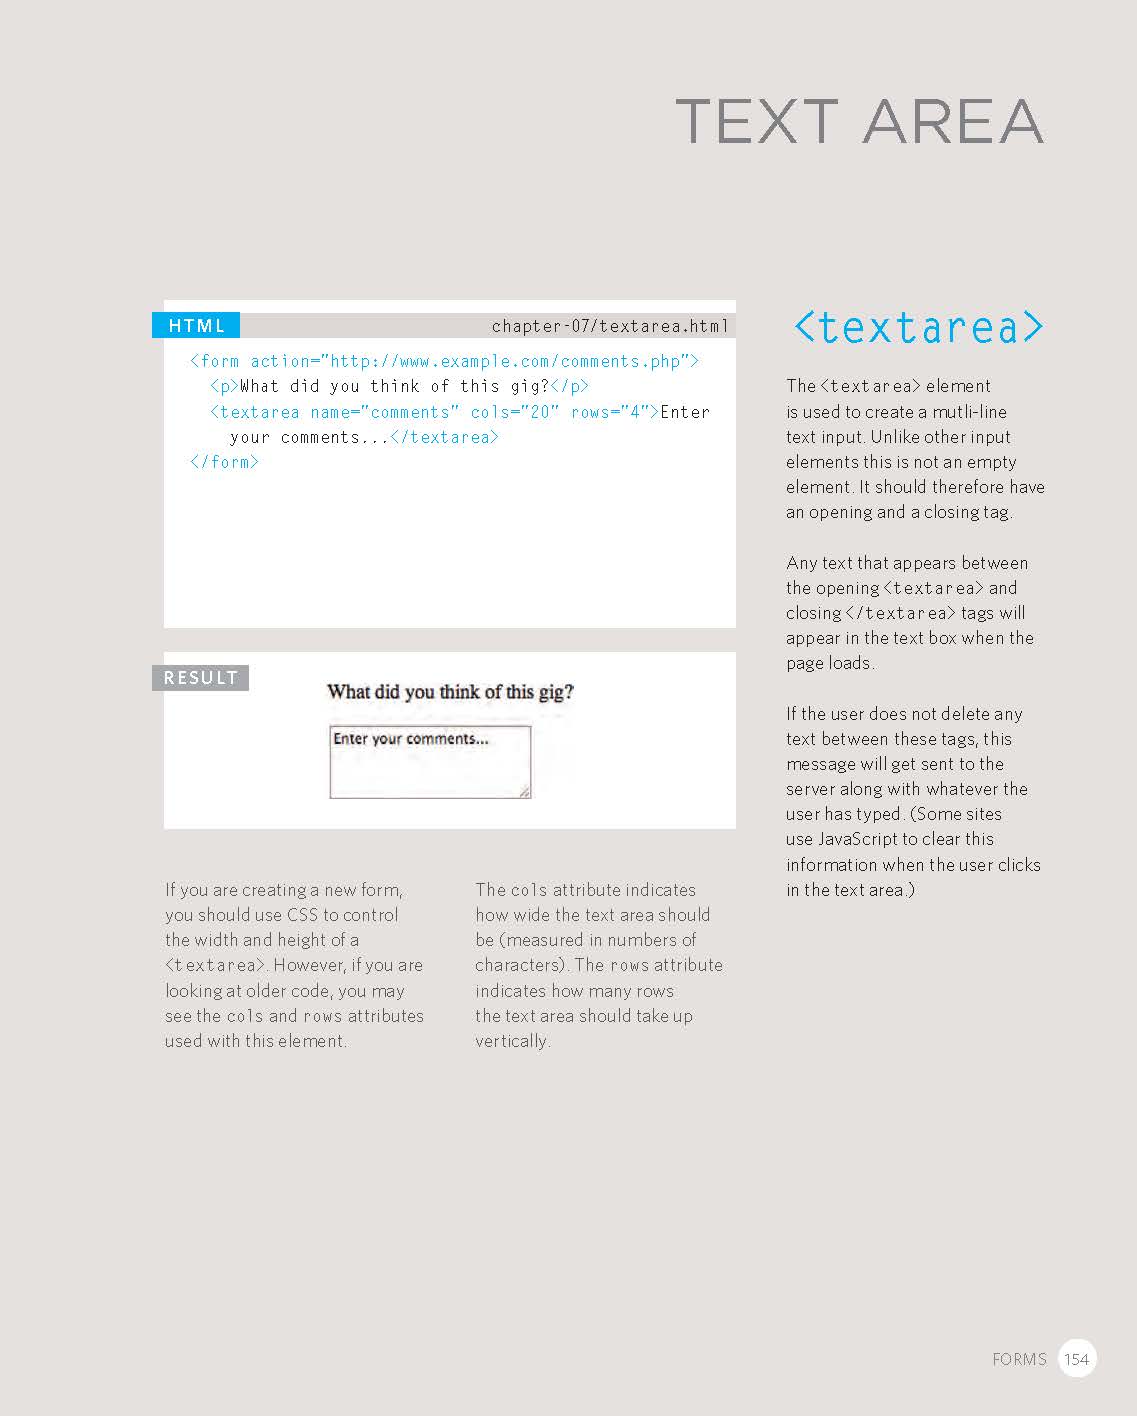 TEXT AREA
HTML
chapter-07/textarea.html
<form action="http://www.example.com/comments.php">
<p>What did you think of this gig?</p>
<textarea name="comments" cols="20" rows="4">Enter
your comments...</textarea>
</form>
RESULT
What did you think of this gig?
Enter your comments...
If you are creating a new form,
you should use CSS to control
the width and height of a
<textarea>. However, if you are
looking at older code, you may
see the cols and rows attributes
used with this element.
The cols attribute indicates
how wide the text area should
be (measured in numbers of
characters). The rows attribute
indicates how many rows
the text area should take up
vertically.
<textarea>
The <textarea> element
is used to create a mutli-line
text input. Unlike other input
elements this is not an empty
element. It should therefore have
an opening and a closing tag.
Any text that appears between
the opening <textarea> and
closing </textarea> tags will
appear in the text box when the
page loads.
If the user does not delete any
text between these tags, this
message will get sent to the
server along with whatever the
user has typed. (Some sites
use JavaScript to clear this
information when the user clicks
in the text area.)
FORMS 154